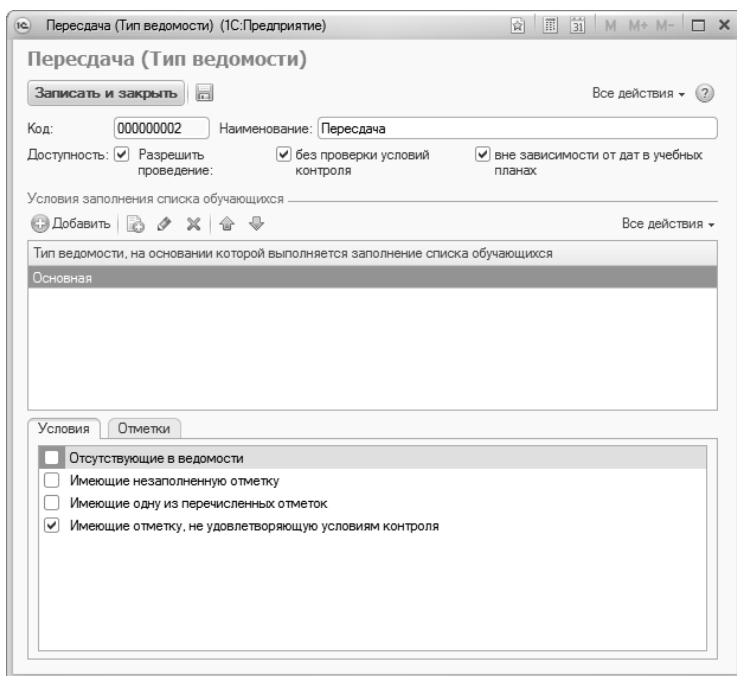 1С Пересдача (Тип ведомости) (1С:Предприятие) 31 M M+ M-
Пересдача (Тип ведомости)
Записать и закрыть Все действия ?
Код: 000000002 Наименование: Пересдача
Доступность: Разрешить проведение: без проверки условий контроля вне зависимости от дат в учебных планах
Условия заполнения списка обучающихся
Добавить Все действия
Тип ведомости, на основании которой выполняется заполнение списка обучающихся
Основная
Условия Отметки
Отсутствующие в ведомости
Имеющие незаполненную отметку
Имеющие одну из перечисленных отметок
Имеющие отметку, не удовлетворяющую условиям контроля